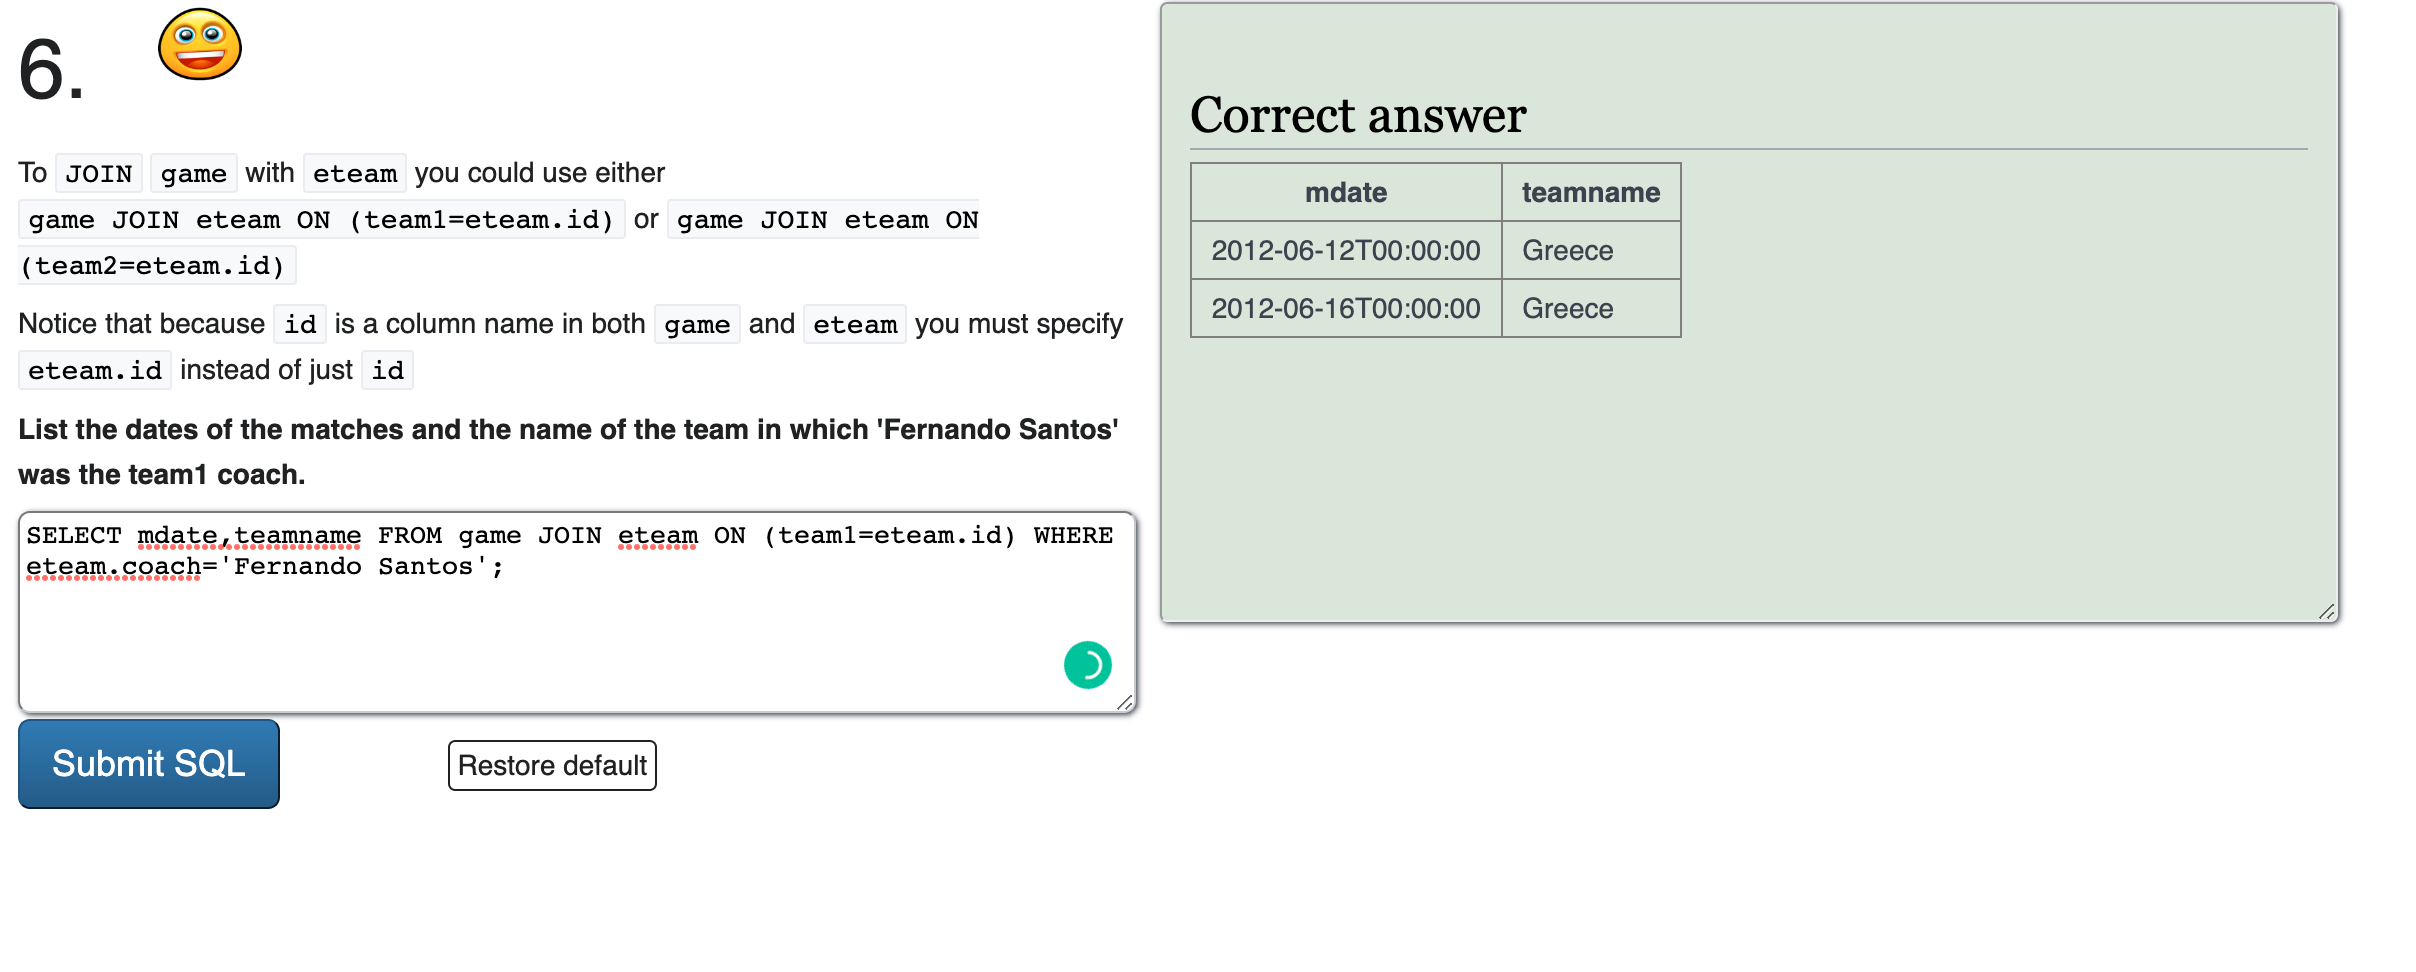 6.
To JOIN game with eteam you could use either
game JOIN eteam ON (team1=eteam.id) or game JOIN eteam ON
(team2=eteam.id)
Notice that because id is a column name in both game and eteam you must specify
eteam.id instead of just id
List the dates of the matches and the name of the team in which 'Fernando Santos'
was the team1 coach.
SELECT mdate,teamname FROM game JOIN eteam ON (team1=eteam.id) WHERE
eteam.coach='Fernando Santos';
Submit SQL
Restore default
Correct answer
mdate teamname
2012-06-12T00:00:00 Greece
2012-06-16T00:00:00 Greece